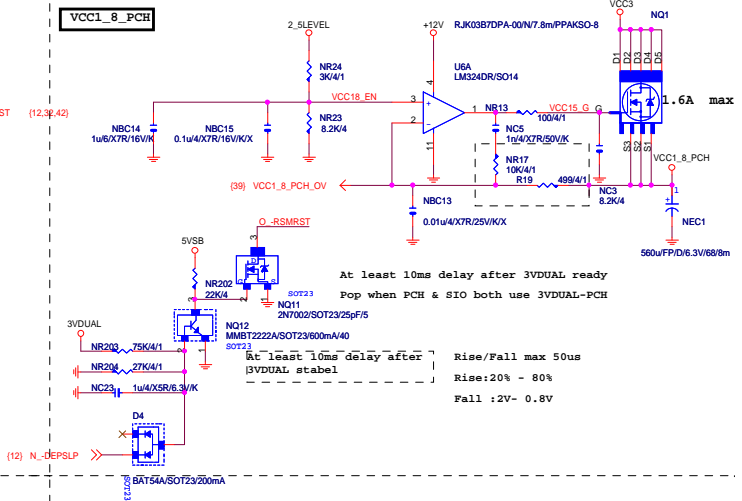 VCC1_8_PCH
2_5LEVEL
+12V
RJK03B7DPA-00/N/7.8m/PPAKSO-8
VCC3
NQ1
U6A
LM324DR/SO14
NR24
3K/4/1
D1
D2
D3
D4
D5
VCC18_EN
4
3
+
2
-
1
11
NR13
100/4/1
VCC15_G
G
1.6A max
S3
S2
S1
ST
{12,32,42}
NBC14
1u/6/X7R/16V/K
NBC15
0.1u/4/X7R/16V/K/X
NR23
8.2K/4
NC5
1n/4/X7R/50V/K
NR17
10K/4/1
R19
499/4/1
NC3
8.2K/4
VCC1_8_PCH
{39} VCC1_8_PCH_OV
NBC13
0.01u/4/X7R/25V/K/X
1
+
NEC1
560u/FP/D/6.3V/68/8m
O_-RSMRST
3
5VSB
D
G
S
NR202
22K/4
3
2
1
SOT23
NQ11
2N7002/SOT23/25pF/5
At least 10ms delay after 3VDUAL ready
Pop when PCH & SIO both use 3VDUAL-PCH
NQ12
MMBT2222A/SOT23/600mA/40
SOT23
2
1
3VDUAL
NR203
75K/4/1
NR204
27K/4/1
NC23
1u/4/X5R/6.3V/K
At least 10ms delay after
3VDUAL stabel
Rise/Fall max 50us
Rise:20% - 80%
Fall :2V- 0.8V
D4
{12} N_-DEPSLP
BAT54A/SOT23/200mA
SOT23